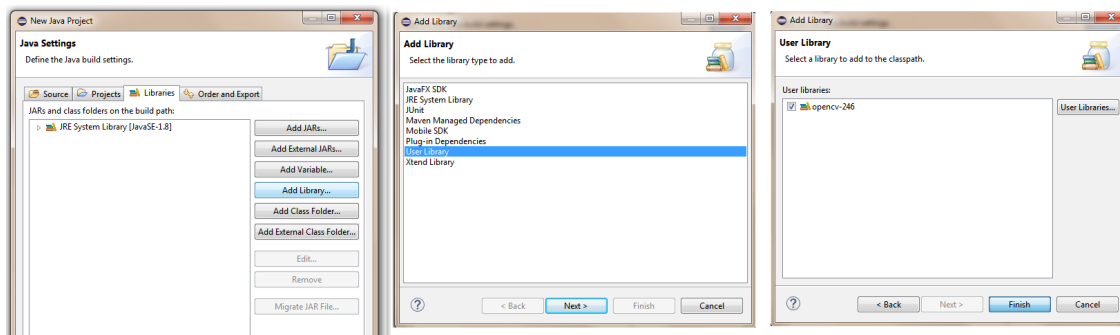 New Java Project
Java Settings
Define the Java build settings.
Source Projects Libraries Order and Export
JARs and class folders on the build path:
JRE System Library [JavaSE-1.8]
Add JARs...
Add External JARs...
Add Variable...
Add Library...
Add Class Folder...
Add External Class Folder...
Edit...
Remove
Migrate JAR File...
Add Library
Add Library
Select the library type to add.
JavaFX SDK
JRE System Library
JUnit
Maven Managed Dependencies
Mobile SDK
Plug-in Dependencies
User Library
Xtend Library
< Back Next > Finish Cancel
Add Library
User Library
Select a library to add to the classpath.
User libraries:
opencv-246
User Libraries...
< Back Next > Finish Cancel